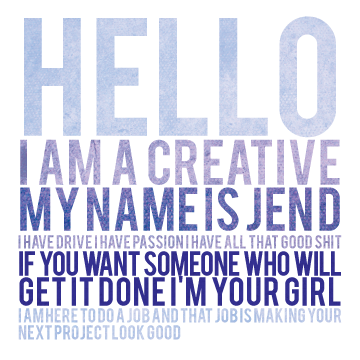 HELLO
I AM A CREATIVE
MY NAME IS JEND
I HAVE DRIVE I HAVE PASSION I HAVE ALL THAT GOOD SHIT
IF YOU WANT SOMEONE WHO WILL
GET IT DONE I'M YOUR GIRL
I AM HERE TO DO A JOB AND THAT JOB IS MAKING YOUR
NEXT PROJECT LOOK GOOD